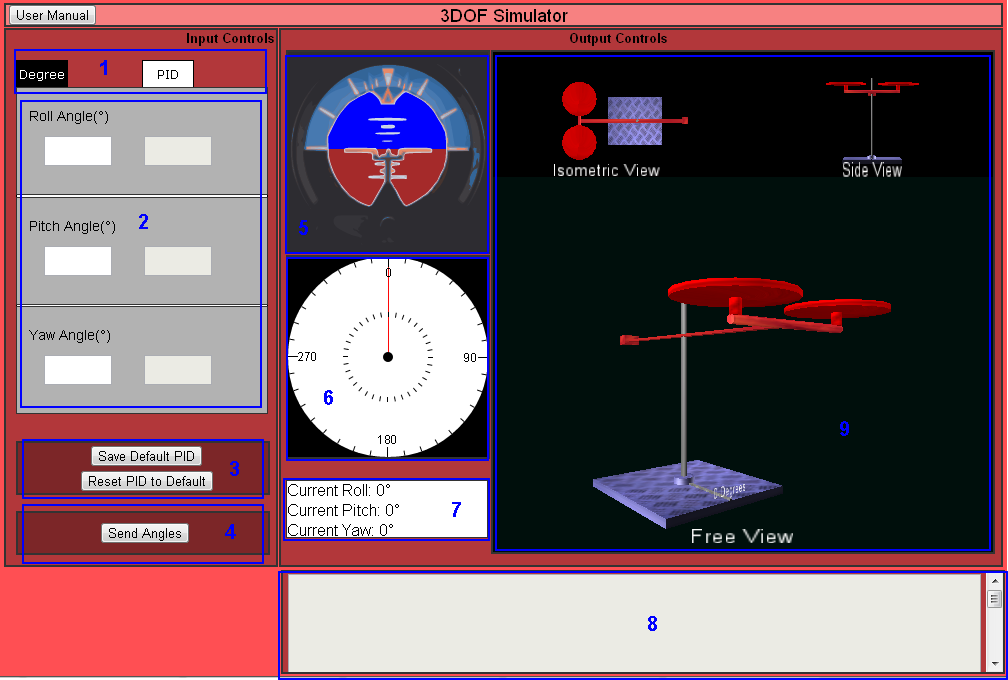 User Manual
3DOF Simulator
Input Controls
Output Controls
Degree
1
PID
Roll Angle(°)
2
Pitch Angle(°)
Yaw Angle(°)
Save Default PID
3
Reset PID to Default
Send Angles
4
5
0
270
90
6
180
Current Roll: 0°
Current Pitch: 0°
7
Current Yaw: 0°
Isometric View
Side View
9
0 Degrees
Free View
8